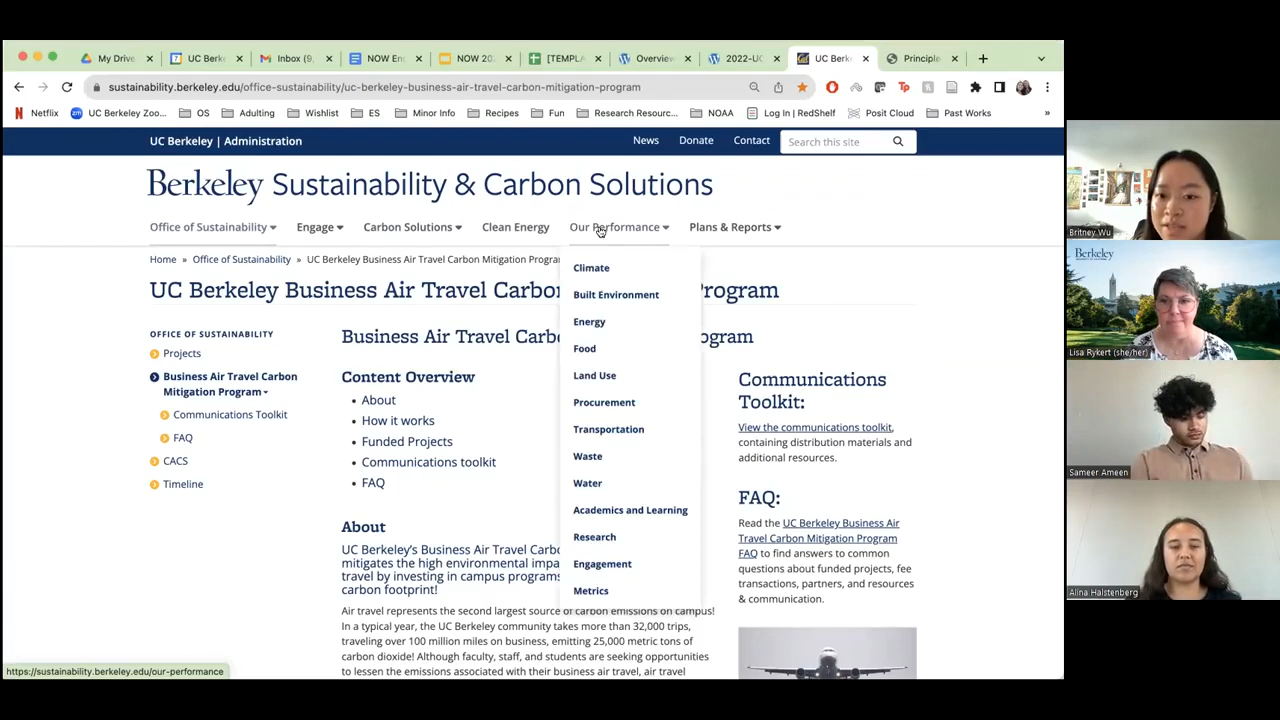 My Drive
UC Berk
Inbox (9,
NOW En
NOW 20
[TEMPLA
Overview
2022-UC
UC Berk
Principle
sustainability.berkeley.edu/office-sustainability/uc-berkeley-business-air-travel-carbon-mitigation-program
Netflix
UC Berkeley Zoo...
OS
Adulting
Wishlist
ES
Minor Info
Recipes
Fun
Research Resourc...
NOAA
Log In | RedShelf
Posit Cloud
Past Works
»
UC Berkeley | Administration
News
Donate
Contact
Search this site
Berkeley Sustainability & Carbon Solutions
Office of Sustainability
Engage
Carbon Solutions
Clean Energy
Our Performance
Plans & Reports
Home » Office of Sustainability » UC Berkeley Business Air Travel Carbon Mitigation Program
UC Berkeley Business Air Travel Carbon Program
OFFICE OF SUSTAINABILITY
Projects
Business Air Travel Carbon
Mitigation Program
Communications Toolkit
FAQ
CACS
Timeline
Business Air Travel Carbon ogram
Content Overview
• About
• How it works
• Funded Projects
• Communications toolkit
• FAQ
About
UC Berkeley's Business Air Travel Carbo
mitigates the high environmental impa
travel by investing in campus programs
carbon footprint!
Air travel represents the second largest source of carbon emissions on campus!
In a typical year, the UC Berkeley community takes more than 32,000 trips,
traveling over 100 million miles on business, emitting 25,000 metric tons of
carbon dioxide! Although faculty, staff, and students are seeking opportunities
to lessen the emissions associated with their business air travel, air travel
Climate
Built Environment
Energy
Food
Land Use
Procurement
Transportation
Waste
Water
Academics and Learning
Research
Engagement
Metrics
Communications
Toolkit:
View the communications toolkit,
containing distribution materials and
additional resources.
FAQ:
Read the UC Berkeley Business Air
Travel Carbon Mitigation Program
FAQ to find answers to common
questions about funded projects, fee
transactions, partners, and resources
& communication.
https://sustainability.berkeley.edu/our-performance
Britney Wu
Berkeley
Lisa Rykert (she/her)
Sameer Ameen
Alina Halstenberg